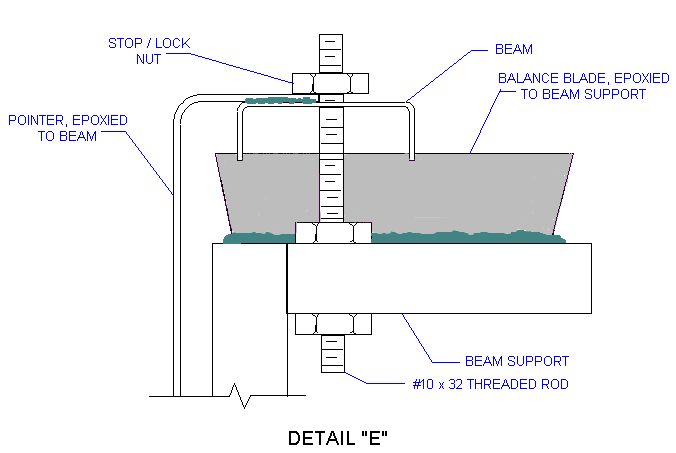 STOP / LOCK
NUT
BEAM
BALANCE BLADE, EPOXIED
TO BEAM SUPPORT
POINTER, EPOXIED
TO BEAM
BEAM SUPPORT
#10 x 32 THREADED ROD
DETAIL "E"